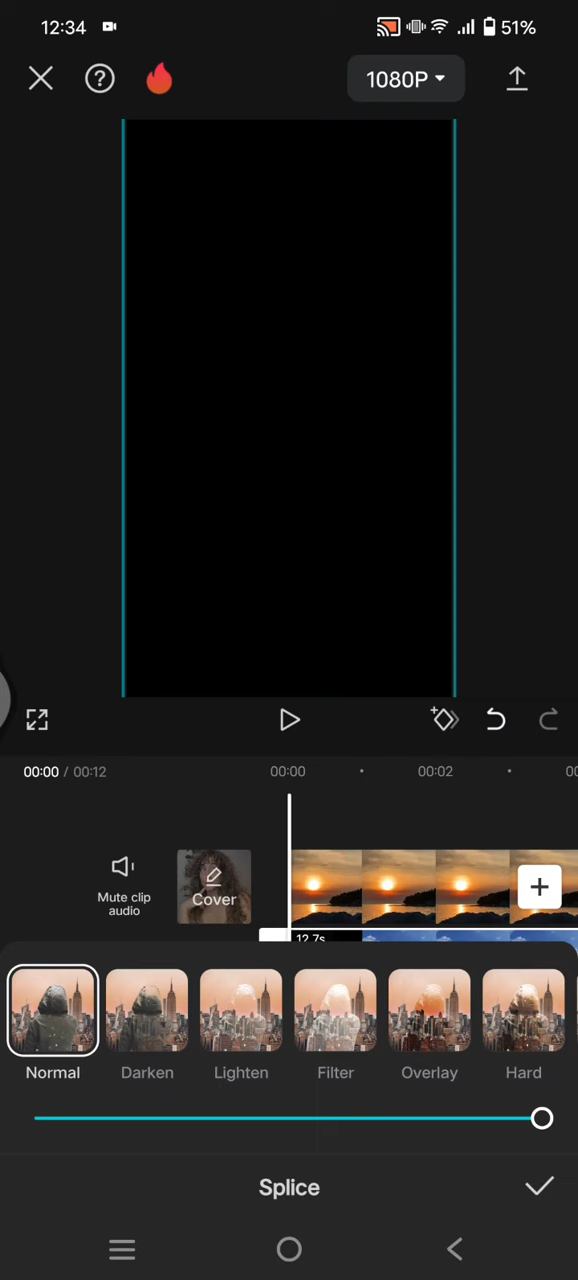 12:34 51%
? 1080P
00:00 / 00:12 00:00 00:02
Mute clip
audio
Cover
12.7s
Normal Darken Lighten Filter Overlay Hard
Splice